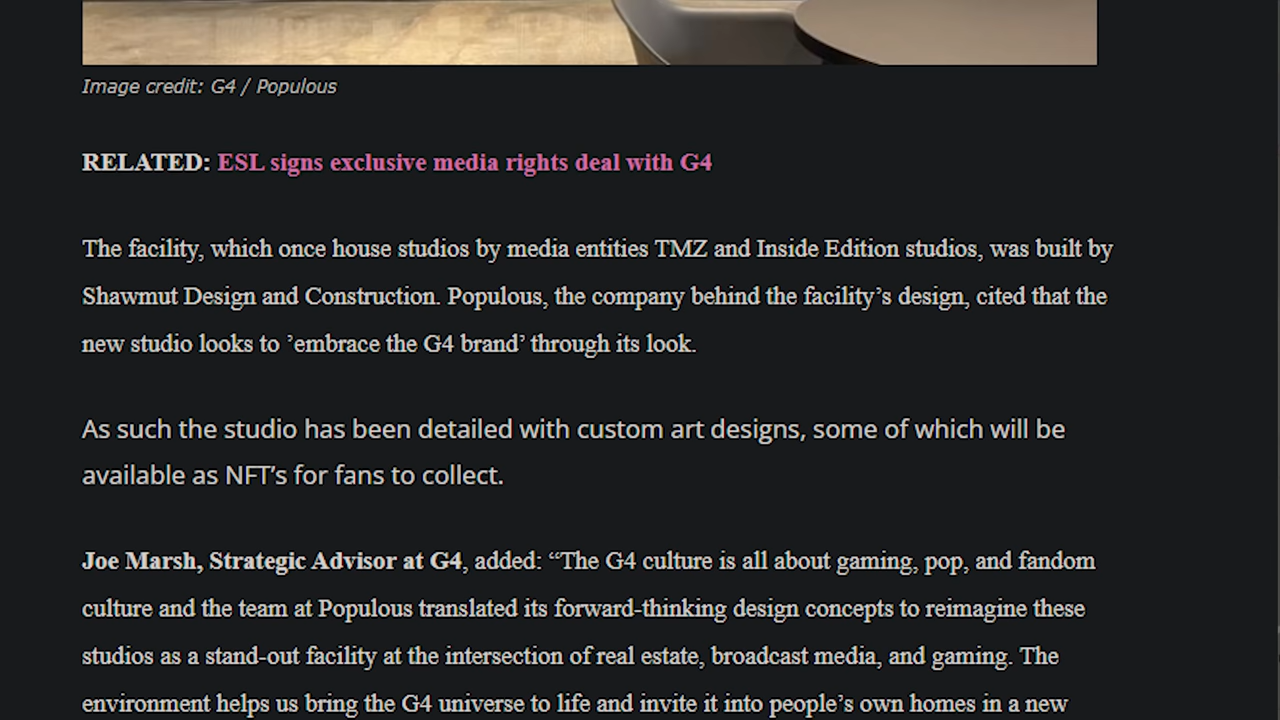 Image credit: G4 / Populous
RELATED: ESL signs exclusive media rights deal with G4
The facility, which once house studios by media entities TMZ and Inside Edition studios, was built by
Shawmut Design and Construction. Populous, the company behind the facility’s design, cited that the
new studio looks to ’embrace the G4 brand’ through its look.
As such the studio has been detailed with custom art designs, some of which will be
available as NFT’s for fans to collect.
Joe Marsh, Strategic Advisor at G4, added: “The G4 culture is all about gaming, pop, and fandom
culture and the team at Populous translated its forward-thinking design concepts to reimagine these
studios as a stand-out facility at the intersection of real estate, broadcast media, and gaming. The
environment helps us bring the G4 universe to life and invite it into people’s own homes in a new